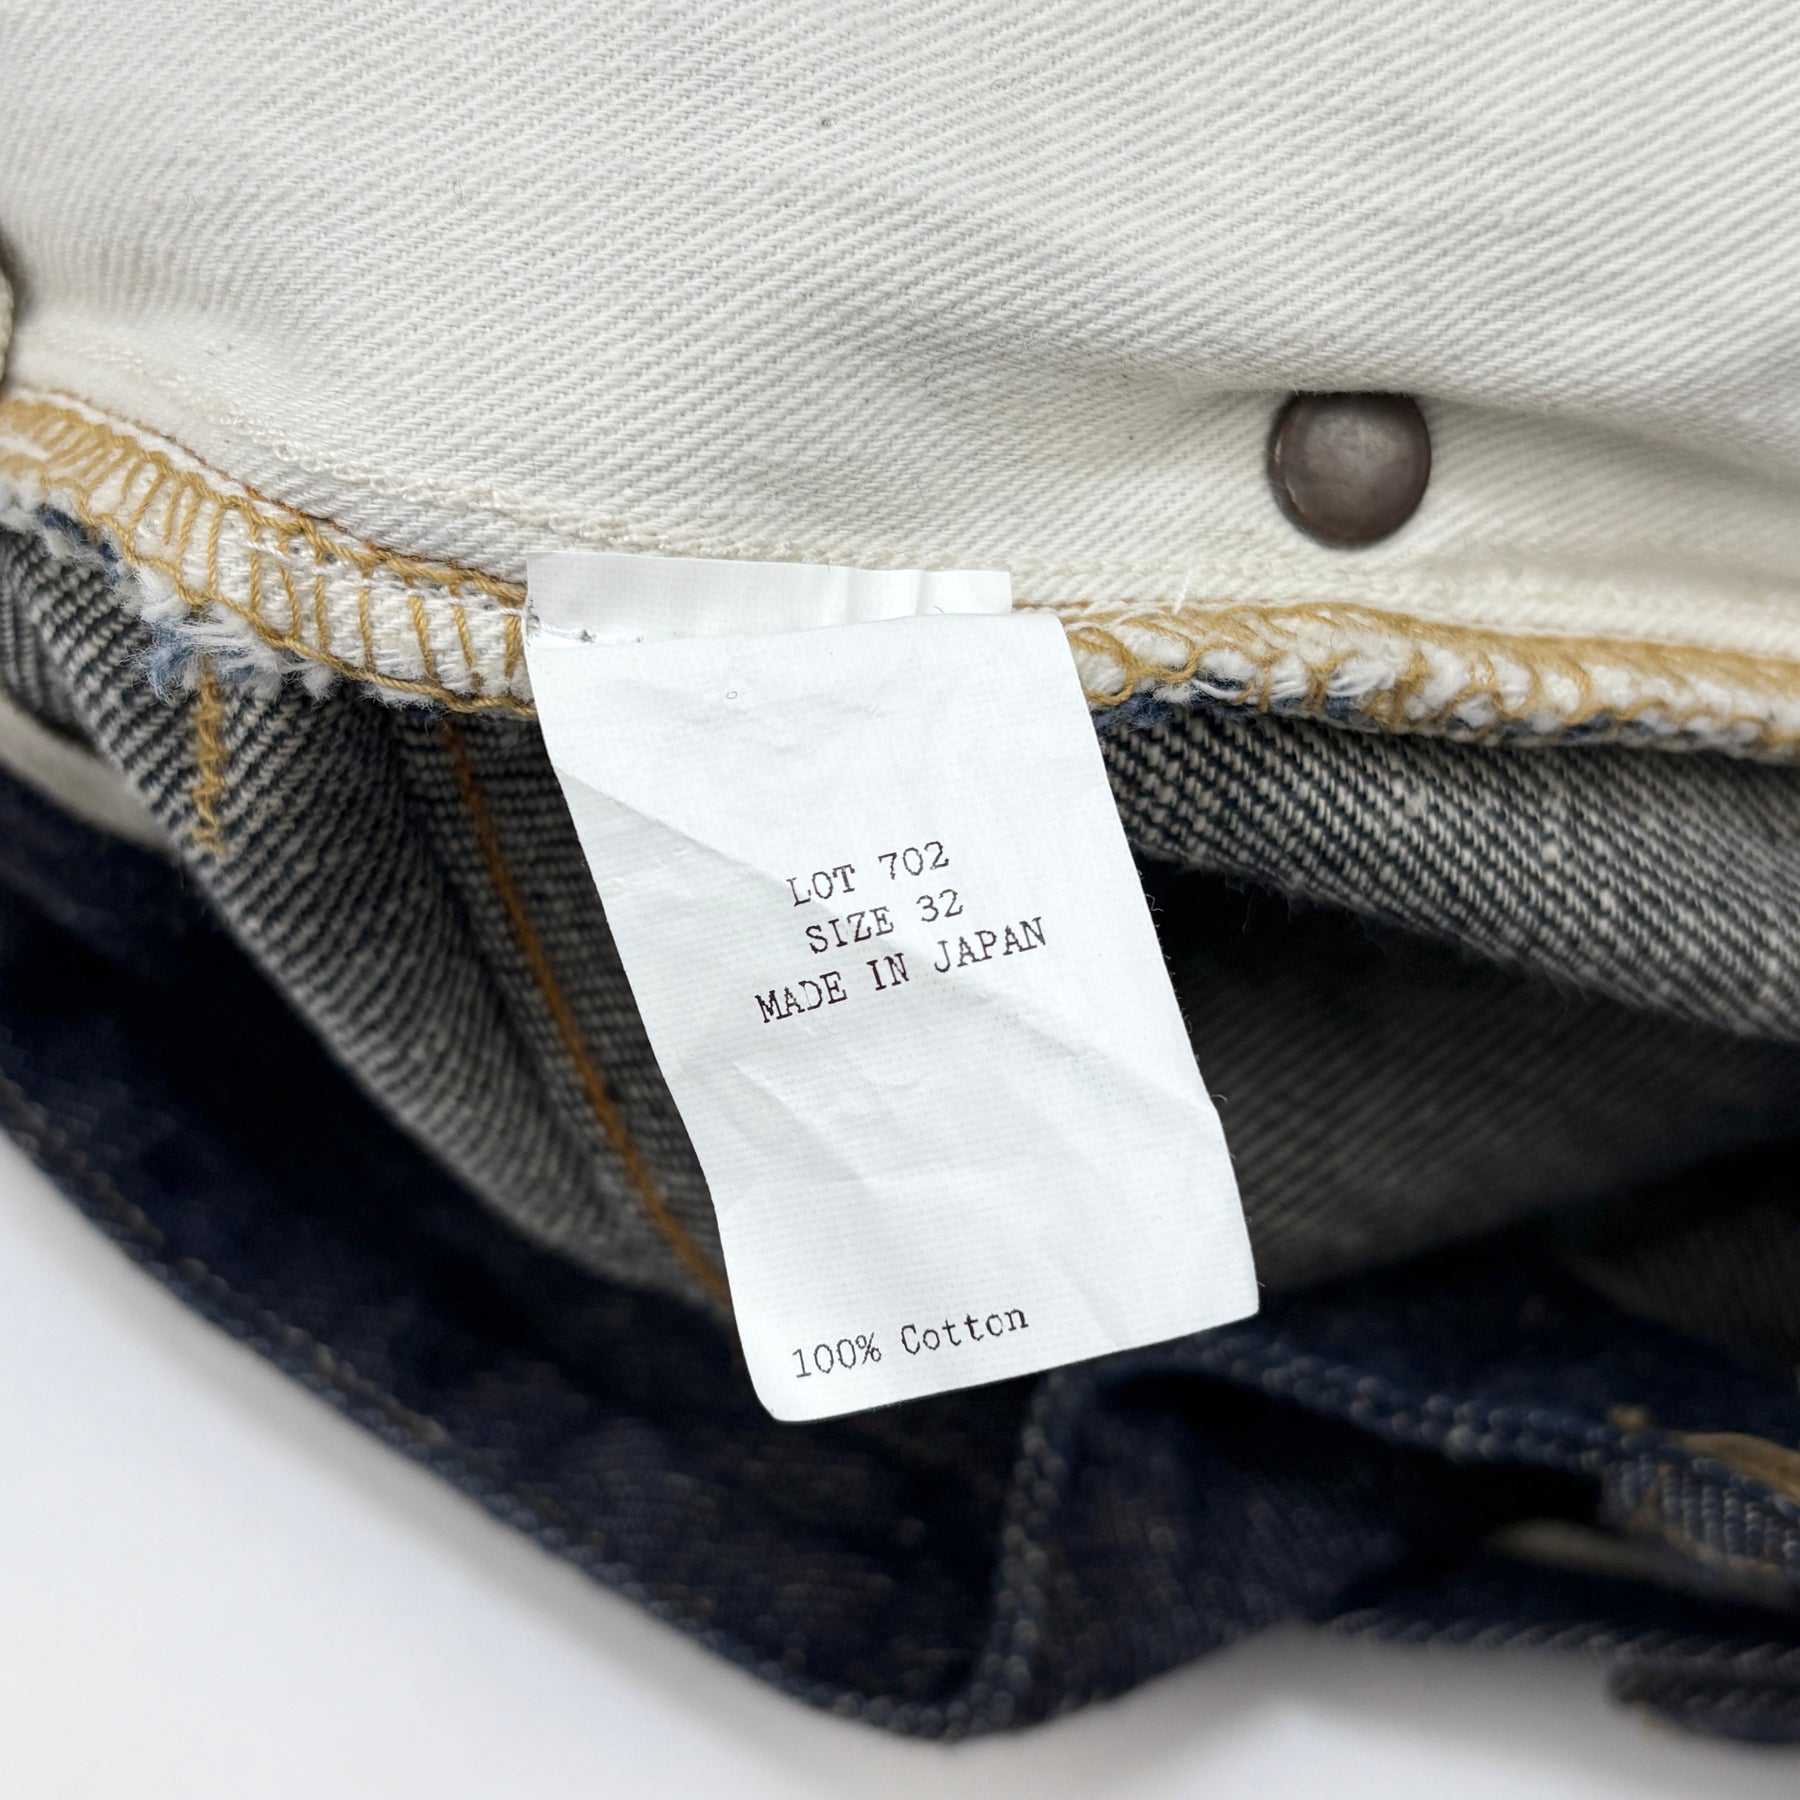 LOT 702
SIZE 32
MADE IN JAPAN
100% Cotton